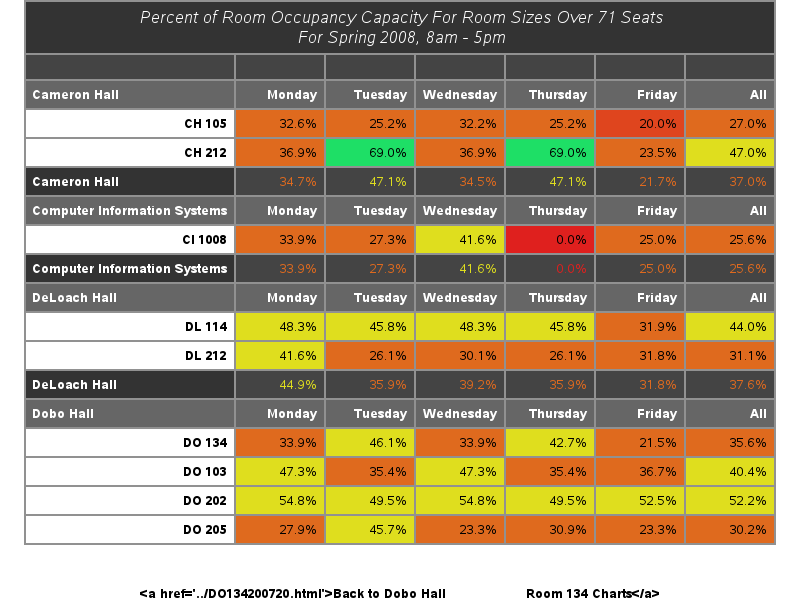 Percent of Room Occupancy Capacity For Room Sizes Over 71 Seats
For Spring 2008, 8am - 5pm
Cameron Hall Monday Tuesday Wednesday Thursday Friday All
CH 105 32.6% 25.2% 32.2% 25.2% 20.0% 27.0%
CH 212 36.9% 69.0% 36.9% 69.0% 23.5% 47.0%
Cameron Hall 34.7% 47.1% 34.5% 47.1% 21.7% 37.0%
Computer Information Systems Monday Tuesday Wednesday Thursday Friday All
CI 1008 33.9% 27.3% 41.6% 0.0% 25.0% 25.6%
Computer Information Systems 33.9% 27.3% 41.6% 0.0% 25.0% 25.6%
DeLoach Hall Monday Tuesday Wednesday Thursday Friday All
DL 114 48.3% 45.8% 48.3% 45.8% 31.9% 44.0%
DL 212 41.6% 26.1% 30.1% 26.1% 31.8% 31.1%
DeLoach Hall 44.9% 35.9% 39.2% 35.9% 31.8% 37.6%
Dobo Hall Monday Tuesday Wednesday Thursday Friday All
DO 134 33.9% 46.1% 33.9% 42.7% 21.5% 35.6%
DO 103 47.3% 35.4% 47.3% 35.4% 36.7% 40.4%
DO 202 54.8% 49.5% 54.8% 49.5% 52.5% 52.2%
DO 205 27.9% 45.7% 23.3% 30.9% 23.3% 30.2%
<a href='../DO134200720.html'>Back to Dobo Hall Room 134 Charts</a>